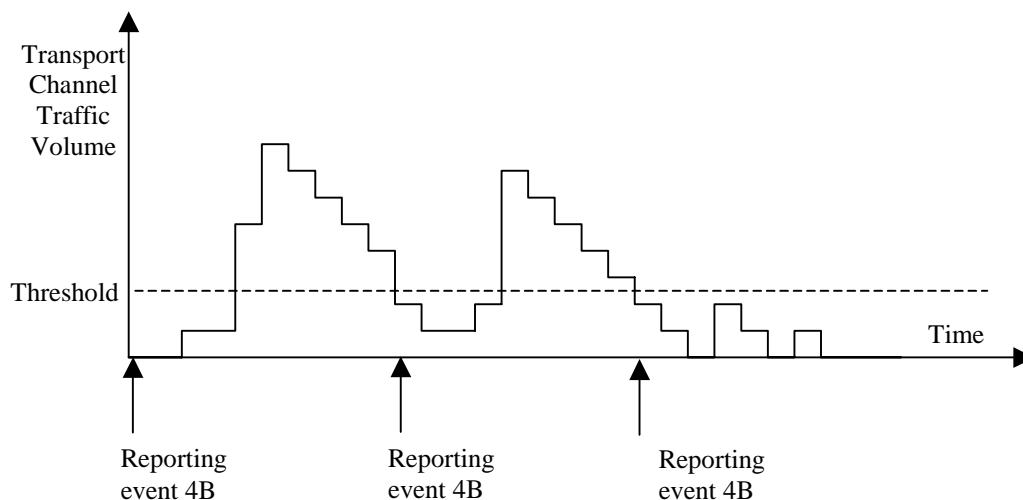 Transport
Channel
Traffic
Volume
Threshold
Time
Reporting
event 4B
Reporting
event 4B
Reporting
event 4B